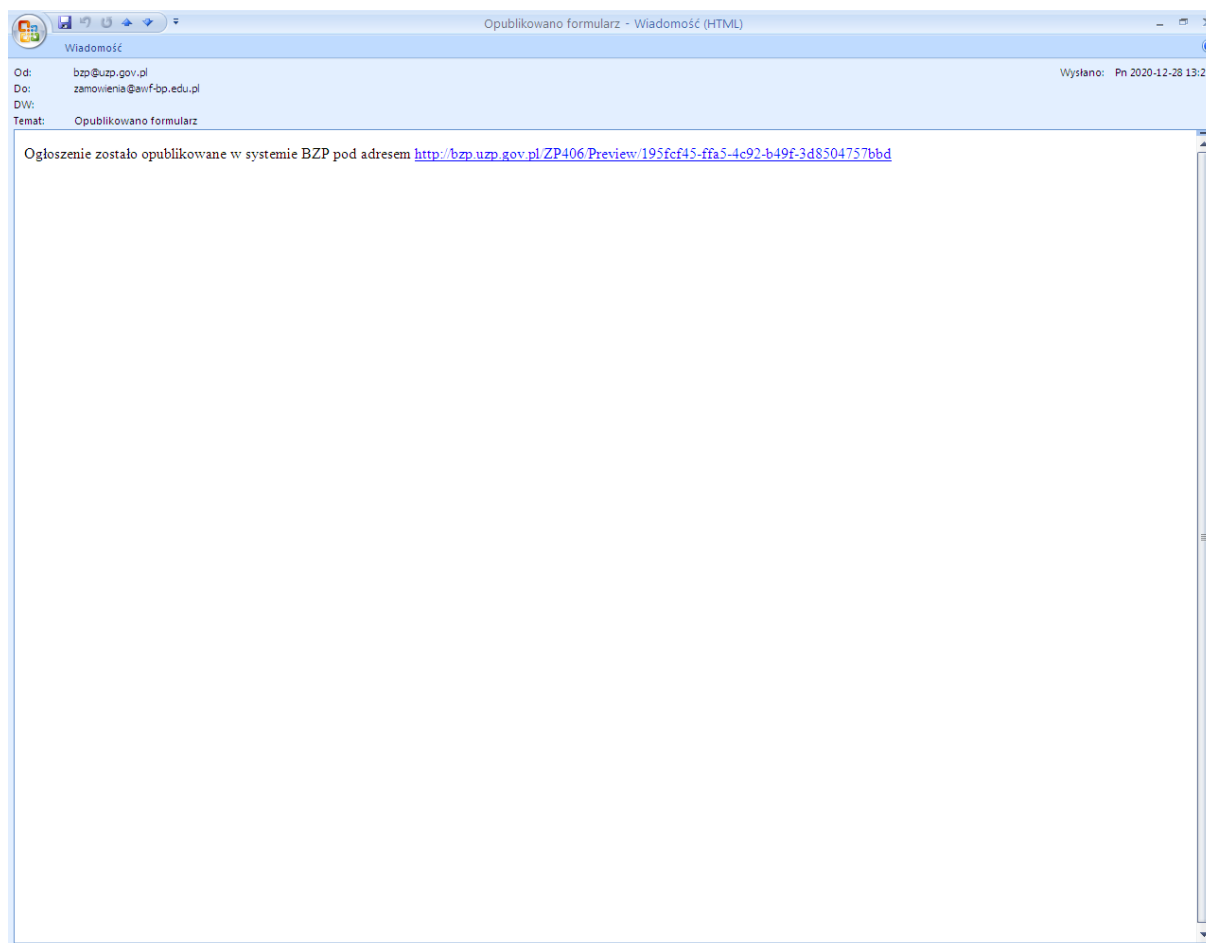 Opublikowano formularz - Wiadomość (HTML)
Wiadomość
Od: bzp@uzp.gov.pl
Wysłano: Pn 2020-12-28 13:2
Do: zamowienia@awf-bp.edu.pl
DW:
Temat: Opublikowano formularz
Ogłoszenie zostało opublikowane w systemie BZP pod adresem http://bzp.uzp.gov.pl/ZP406/Preview/195fcf45-ffa5-4c92-b49f-3d8504757bbd